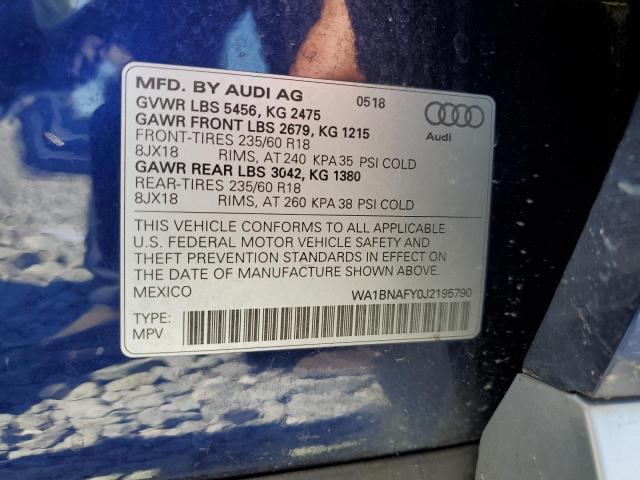 MFD. BY AUDI AG 0518
GVWR LBS 5456, KG 2475
GAWR FRONT LBS 2679, KG 1215
FRONT-TIRES 235/60 R18
8JX18 RIMS, AT 240 KPA 35 PSI COLD
GAWR REAR LBS 3042, KG 1380
REAR-TIRES 235/60 R18
8JX18 RIMS, AT 260 KPA 38 PSI COLD
Audi
THIS VEHICLE CONFORMS TO ALL APPLICABLE
U.S. FEDERAL MOTOR VEHICLE SAFETY AND
THEFT PREVENTION STANDARDS IN EFFECT ON
THE DATE OF MANUFACTURE SHOWN ABOVE.
MEXICO WA1BNAFY0J2195790
TYPE:
MPV